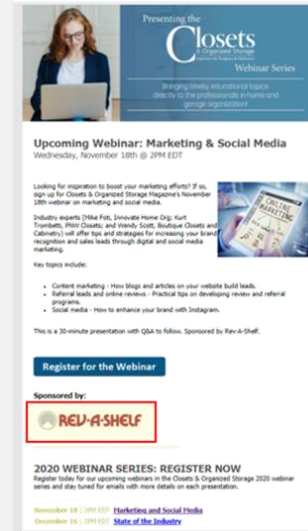 Presenting the
Closets
& Organized Storage
Webinar Series
Bringing timely, educational topics
directly to the professionals in home and
garage organization!
Upcoming Webinar: Marketing & Social Media
Wednesday, November 18th @ 2PM EDT
Looking for inspiration to boost your marketing efforts? If so,
sign up for Closets & Organized Storage Magazine's November
18th webinar on marketing and social media.
Industry experts (Mike Foti, Innovate Home Org; Kurt
Trombetti, PWV Closets; and Wendy Scott, Boutique Closets and
Cabinetry) will offer tips and strategies for increasing your brand
recognition and sales leads through digital and social media
marketing.
ONLINE
MARKETING
Key topics include:
• Content marketing - How blogs and articles on your website build leads.
• Referral leads and online reviews - Practical tips on developing review and referral
programs.
• Social media - How to enhance your brand with Instagram.
This is a 30-minute presentation with Q&A to follow. Sponsored by Rev-A-Shelf.
Register for the Webinar
Sponsored by:
REV-A-SHELF
2020 WEBINAR SERIES: REGISTER NOW
Register today for our upcoming webinars in the Closets & Organized Storage 2020 webinar
series and stay tuned for emails with more details on each presentation.
November 18 | 2PM EDT Marketing and Social Media
December 16 | 2PM EDT State of the Industry